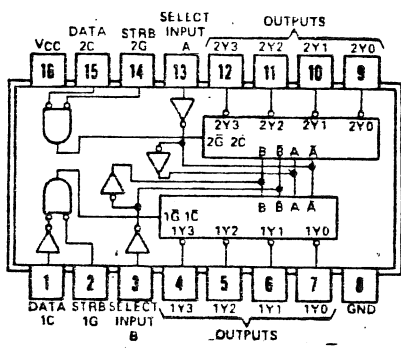 SELECT
DATA STRB INPUT OUTPUTS
VCC 2C 2G A 2Y3 2Y2 2Y1 2Y0
16 15 14 13 12 11 10 9
2Y3 2Y2 2Y1 2Y0
2G̅ 2C̅
B B̅ A A̅
B B̅ A A̅
1G̅ 1C̅
1Y3 1Y2 1Y1 1Y0
1 2 3 4 5 6 7 8
DATA STRB SELECT 1Y3 1Y2 1Y1 1Y0 GND
1C 1G INPUT OUTPUTS
B